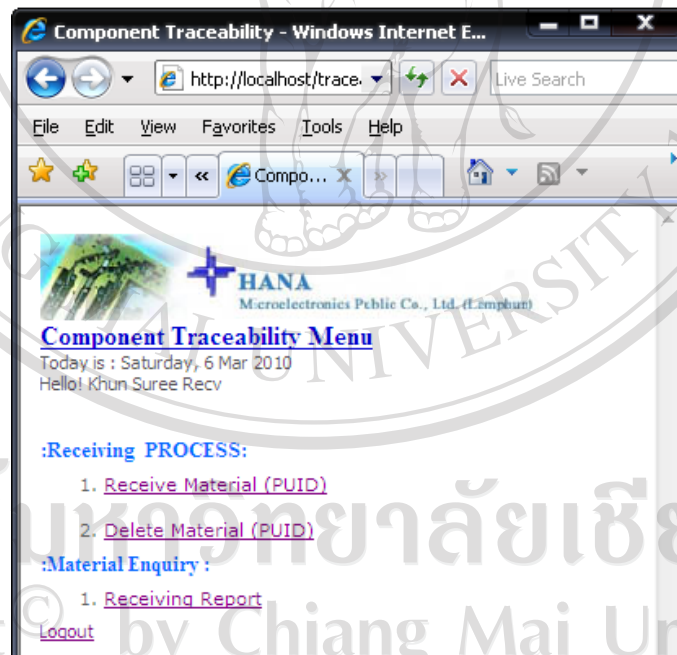 Component Traceability - Windows Internet E...
http://localhost/trace.
Live Search
File Edit View Favorites Tools Help
Compo...
HANA
Microelectronics Public Co., Ltd. (Lamphun)
Component Traceability Menu
Today is : Saturday, 6 Mar 2010
Hello! Khun Suree Recv
:Receiving PROCESS:
1. Receive Material (PUID)
2. Delete Material (PUID)
:Material Enquiry :
1. Receiving Report
Logout
AI UNIVERSITY
มหาวิทยาลัยเชีย
© by Chiang Mai Un